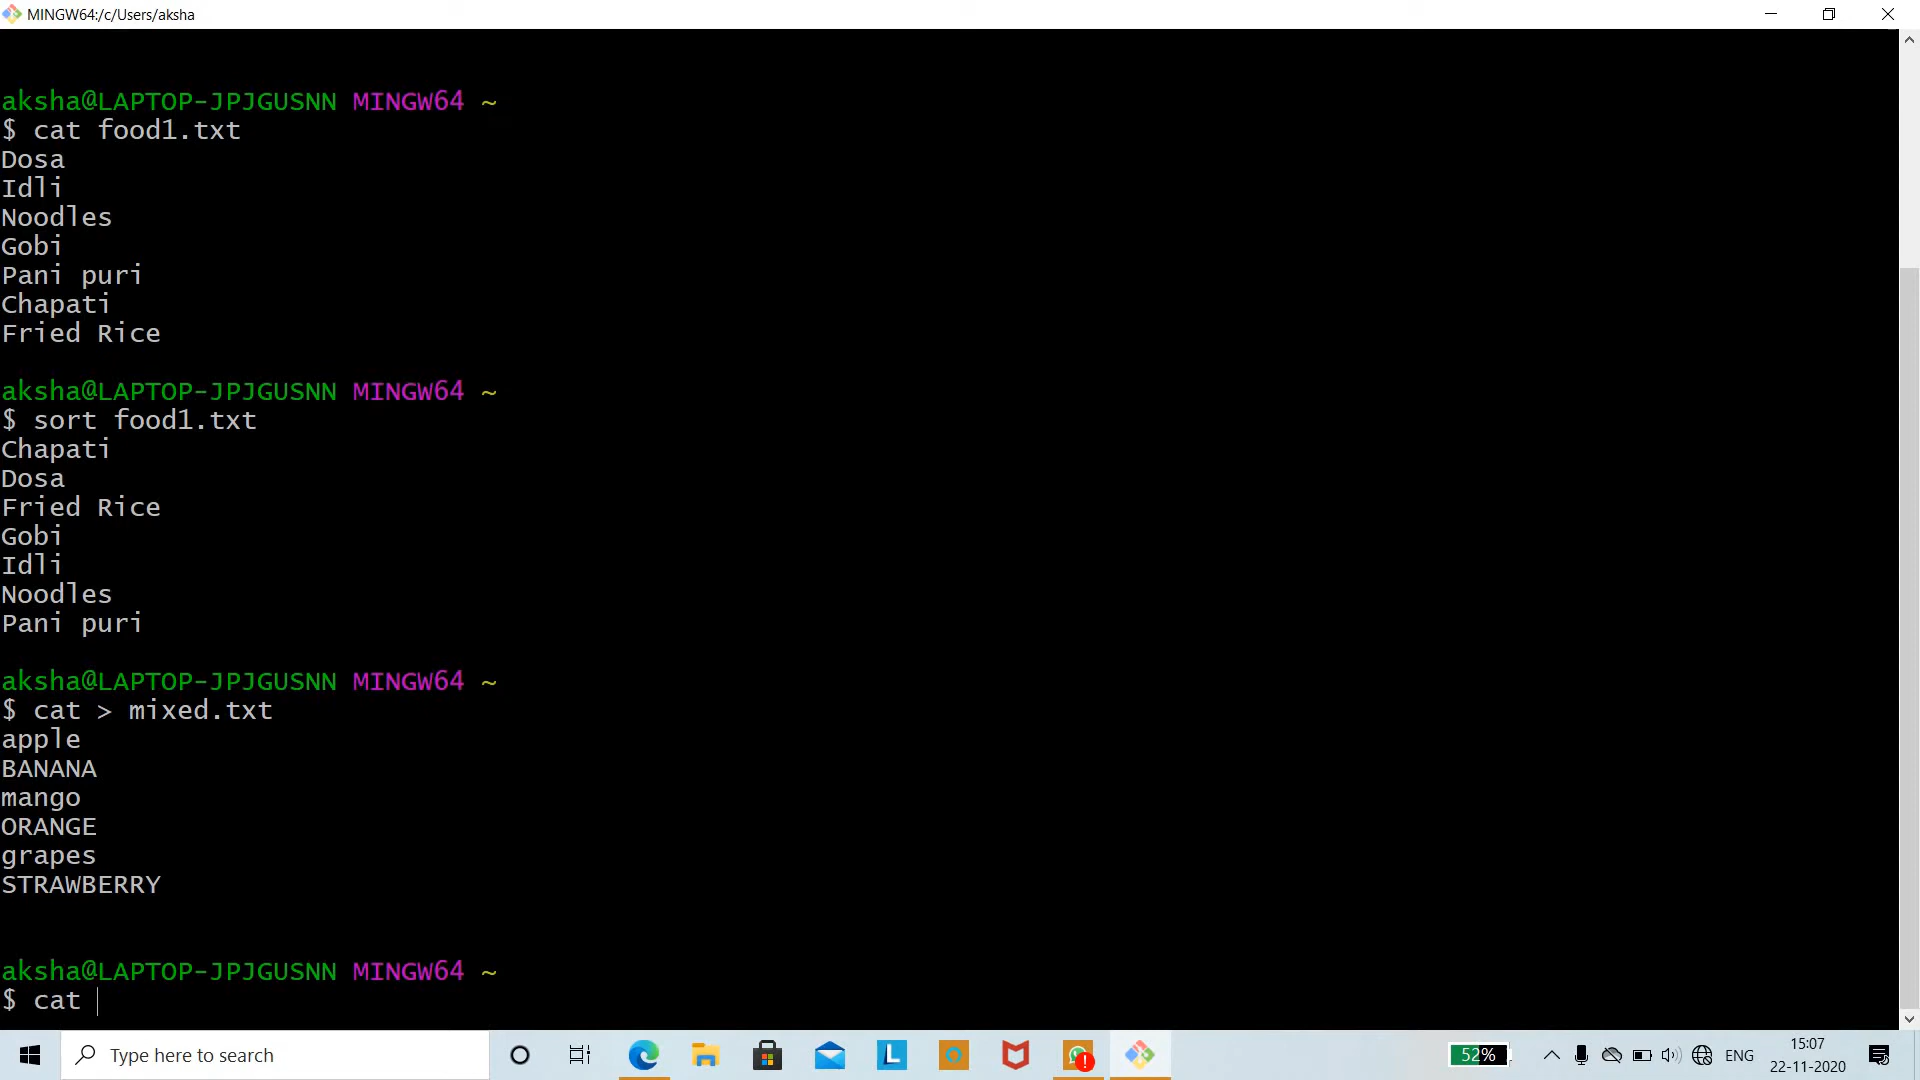 MINGW64:/c/Users/aksha
aksha@LAPTOP-JPJGUSNN MINGW64 ~
$ cat food1.txt
Dosa
Idli
Noodles
Gobi
Pani puri
Chapati
Fried Rice
aksha@LAPTOP-JPJGUSNN MINGW64 ~
$ sort food1.txt
Chapati
Dosa
Fried Rice
Gobi
Idli
Noodles
Pani puri
aksha@LAPTOP-JPJGUSNN MINGW64 ~
$ cat > mixed.txt
apple
BANANA
mango
ORANGE
grapes
STRAWBERRY
aksha@LAPTOP-JPJGUSNN MINGW64 ~
$ cat
Type here to search
L
52%
ENG
15:07
22-11-2020